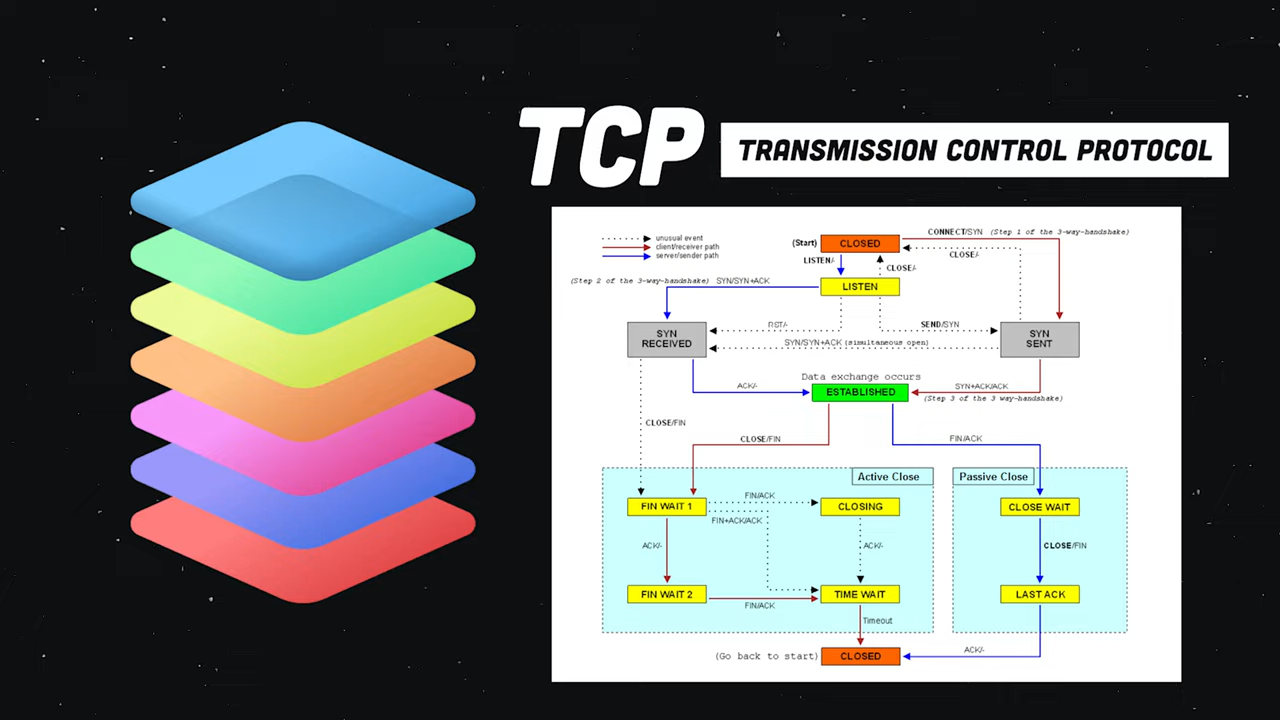 TCP
TRANSMISSION CONTROL PROTOCOL
unusual event
client/receiver path
server/sender path
(Start)
CLOSED
CONNECT/SYN (Step 1 of the 3-way-handshake)
CLOSE/-
LISTEN/-
CLOSE/-
(Step 2 of the 3-way-handshake) SYN/SYN+ACK
LISTEN
RST/-
SEND/SYN
SYN
RECEIVED
SYN
SENT
SYN/SYN+ACK (simultaneous open)
Data exchange occurs
ACK/-
ESTABLISHED
SYN+ACK/ACK
(Step 3 of the 3 way-handshake)
CLOSE/FIN
CLOSE/FIN
FIN/ACK
Active Close
Passive Close
FIN WAIT 1
FIN/ACK
CLOSING
CLOSE WAIT
FIN+ACK/ACK
ACK/-
ACK/-
CLOSE/FIN
FIN WAIT 2
FIN/ACK
TIME WAIT
LAST ACK
Timeout
(Go back to start)
CLOSED
ACK/-